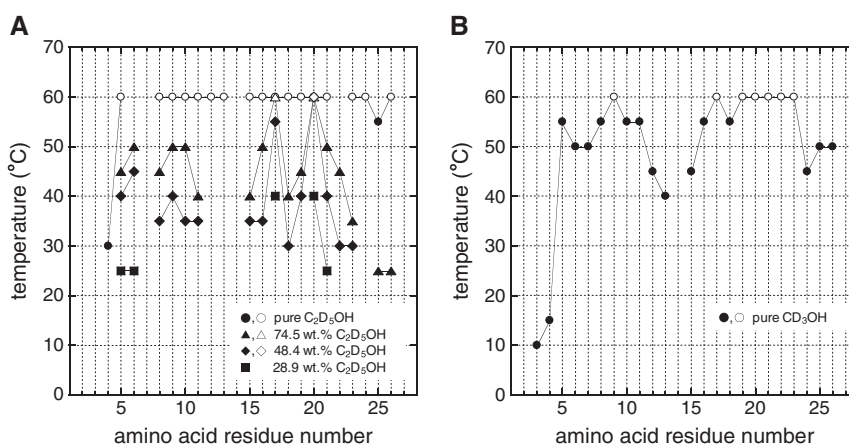 A
B
70
60
50
40
30
20
10
0
temperature (°C)
5
10
15
20
25
amino acid residue number
●,○ pure C₂D₅OH
▲,△ 74.5 wt.% C₂D₅OH
◆,◇ 48.4 wt.% C₂D₅OH
■ 28.9 wt.% C₂D₅OH
70
60
50
40
30
20
10
0
temperature (°C)
5
10
15
20
25
amino acid residue number
●,○ pure CD₃OH